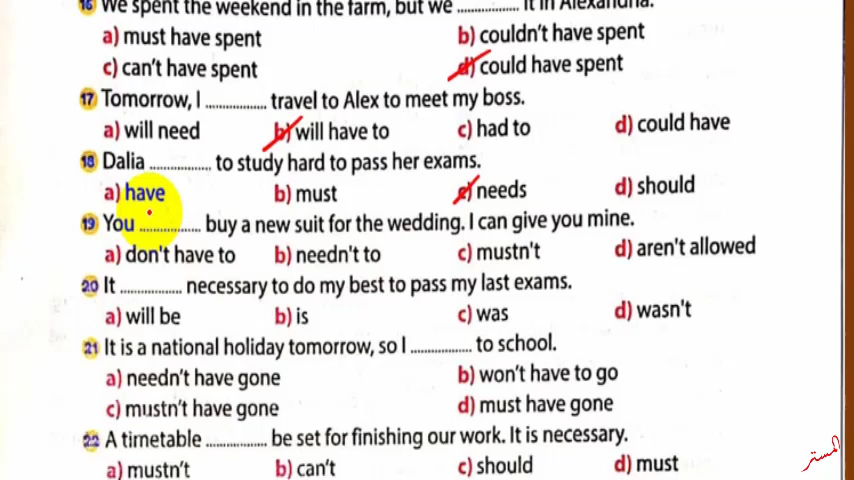 16 We spent the weekend in the farm, but we ............... it in Alexandria.
a) must have spent b) couldn't have spent
c) can't have spent d) could have spent
17 Tomorrow, I ............... travel to Alex to meet my boss.
a) will need b) will have to c) had to d) could have
18 Dalia ............... to study hard to pass her exams.
a) have b) must c) needs d) should
19 You ............... buy a new suit for the wedding. I can give you mine.
a) don't have to b) needn't to c) mustn't d) aren't allowed
20 It ............... necessary to do my best to pass my last exams.
a) will be b) is c) was d) wasn't
21 It is a national holiday tomorrow, so I ............... to school.
a) needn't have gone b) won't have to go
c) mustn't have gone d) must have gone
22 A timetable ............... be set for finishing our work. It is necessary.
a) mustn't b) can't c) should d) must
المستر